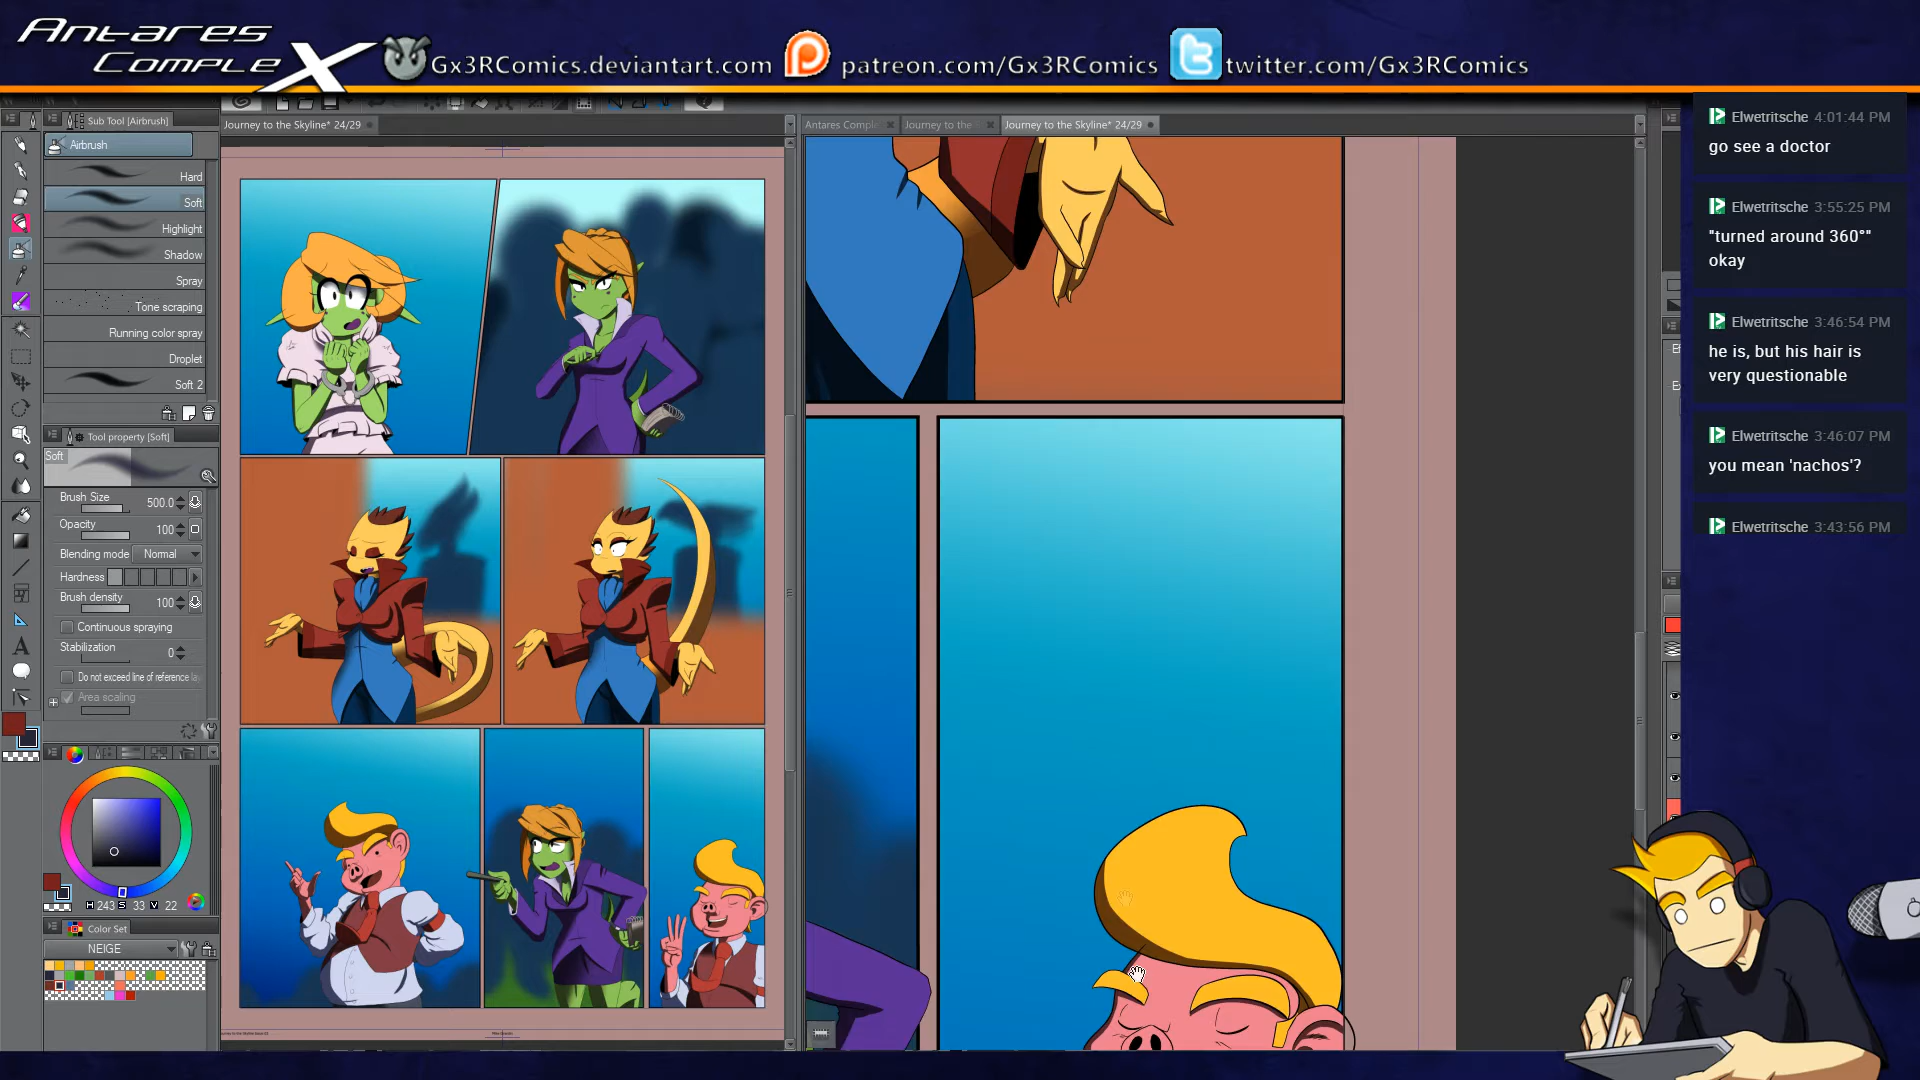 Antares
Complex
Gx3RComics.deviantart.com
patreon.com/Gx3RComics
twitter.com/Gx3RComics
Sub Tool [Airbrush]
Airbrush
Hard
Soft
Highlight
Shadow
Spray
Tone scraping
Running color spray
Droplet
Soft 2
Tool property [Soft]
Soft
Brush Size 500.0
Opacity 100
Blending mode Normal
Hardness
Brush density 100
Continuous spraying
Stabilization 0
Do not exceed line of reference lay
Area scaling
H 243 S 33 V 22
Color Set
NEIGE
Journey to the Skyline* 24/29
Antares Compl
Journey to the S
Journey to the Skyline* 24/29
Elwetritsche 4:01:44 PM
go see a doctor
Elwetritsche 3:55:25 PM
"turned around 360°"
okay
Elwetritsche 3:46:54 PM
he is, but his hair is
very questionable
Elwetritsche 3:46:07 PM
you mean 'nachos'?
Elwetritsche 3:43:56 PM